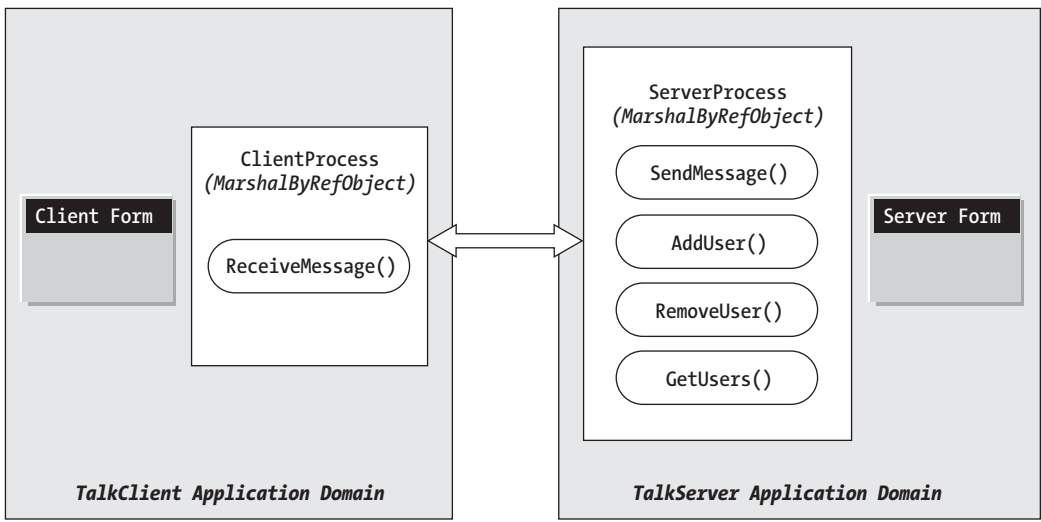 Client Form
ClientProcess
(MarshalByRefObject)
ReceiveMessage()
TalkClient Application Domain
ServerProcess
(MarshalByRefObject)
SendMessage()
AddUser()
RemoveUser()
GetUsers()
Server Form
TalkServer Application Domain